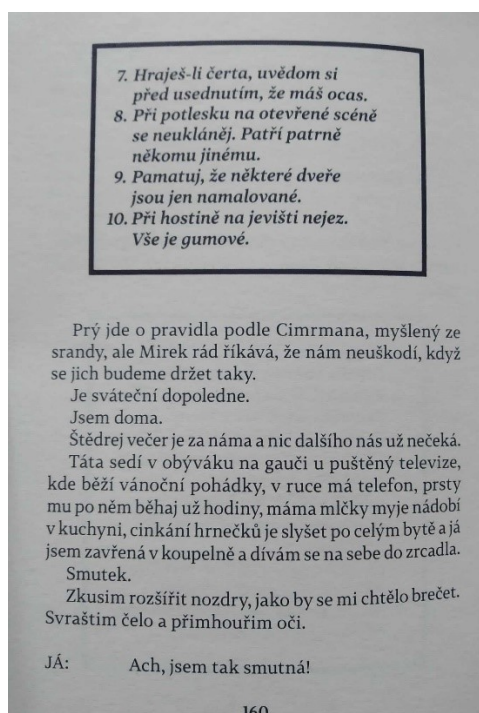 7. Hraješ-li čerta, uvědom si
před usednutím, že máš ocas.
8. Při potlesku na otevřené scéně
se neukláněj. Patří patrně
někomu jinému.
9. Pamatuj, že některé dveře
jsou jen namalované.
10. Při hostině na jevišti nejez.
Vše je gumové.
Prý jde o pravidla podle Cimrmana, myšlený ze
srandy, ale Mirek rád říkává, že nám neuškodí, když
se jich budeme držet taky.
Je sváteční dopoledne.
Jsem doma.
Štědrej večer je za náma a nic dalšího nás už nečeká.
Táta sedí v obýváku na gauči u puštěný televize,
kde běží vánoční pohádky, v ruce má telefon, prsty
mu po něm běhaj už hodiny, máma mlčky myje nádobí
v kuchyni, cinkání hrnečků je slyšet po celým bytě a já
jsem zavřená v koupelně a dívám se na sebe do zrcadla.
Smutek.
Zkusim rozšířit nozdry, jako by se mi chtělo brečet.
Svraštim čelo a přimhouřim oči.
JÁ: Ach, jsem tak smutná!
160